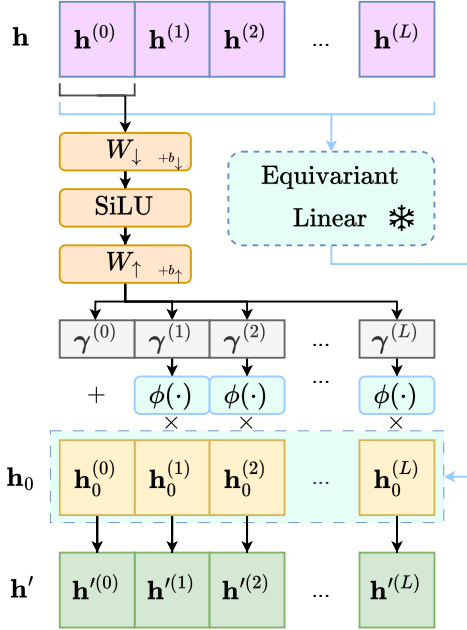 h h⁽⁰⁾ h⁽¹⁾ h⁽²⁾ ... h⁽ᴸ⁾
W↓ +b↓
Equivariant
SiLU
Linear
W↑ +b↑
γ⁽⁰⁾ γ⁽¹⁾ γ⁽²⁾ ... γ⁽ᴸ⁾
+ ϕ(·) ϕ(·) ... ϕ(·)
× × ×
h₀ h₀⁽⁰⁾ h₀⁽¹⁾ h₀⁽²⁾ ... h₀⁽ᴸ⁾
h′ h′⁽⁰⁾ h′⁽¹⁾ h′⁽²⁾ ... h′⁽ᴸ⁾